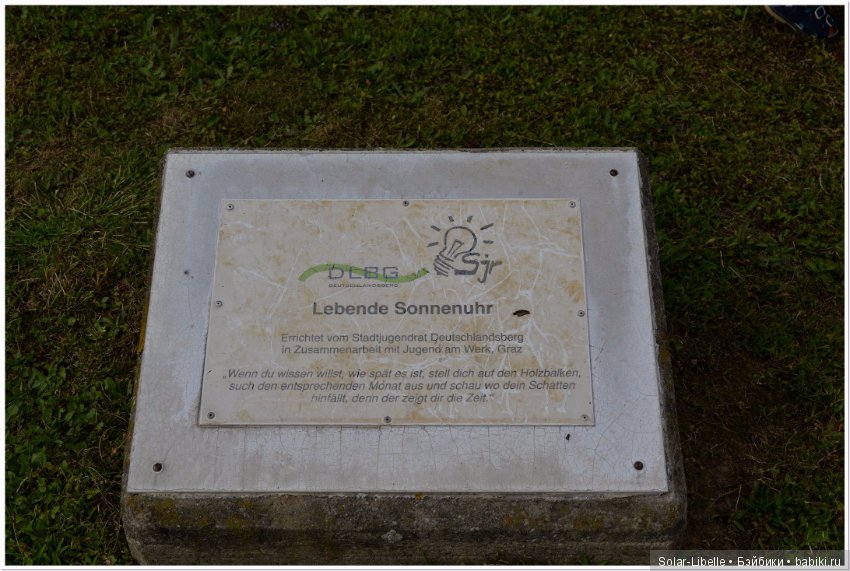 DLBG
DEUTSCHLANDSBERG
Sjr
Lebende Sonnenuhr
Errichtet vom Stadtjugendrat Deutschlandsberg
in Zusammenarbeit mit Jugend am Werk, Graz
„Wenn du wissen willst, wie spät es ist, stell dich auf den Holzbalken,
such den entsprechenden Monat aus und schau wo dein Schatten
hinfällt, denn der zeigt dir die Zeit.“
Solar-Libelle • Бэйбики • babiki.ru